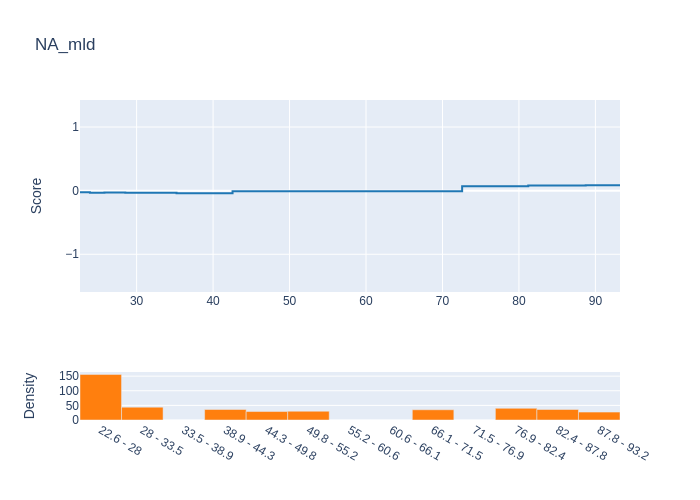 NA_mld
Score
1
0
−1
30 40 50 60 70 80 90
Density
150
100
50
0
22.6 - 28
28 - 33.5
33.5 - 38.9
38.9 - 44.3
44.3 - 49.8
49.8 - 55.2
55.2 - 60.6
60.6 - 66.1
66.1 - 71.5
71.5 - 76.9
76.9 - 82.4
82.4 - 87.8
87.8 - 93.2